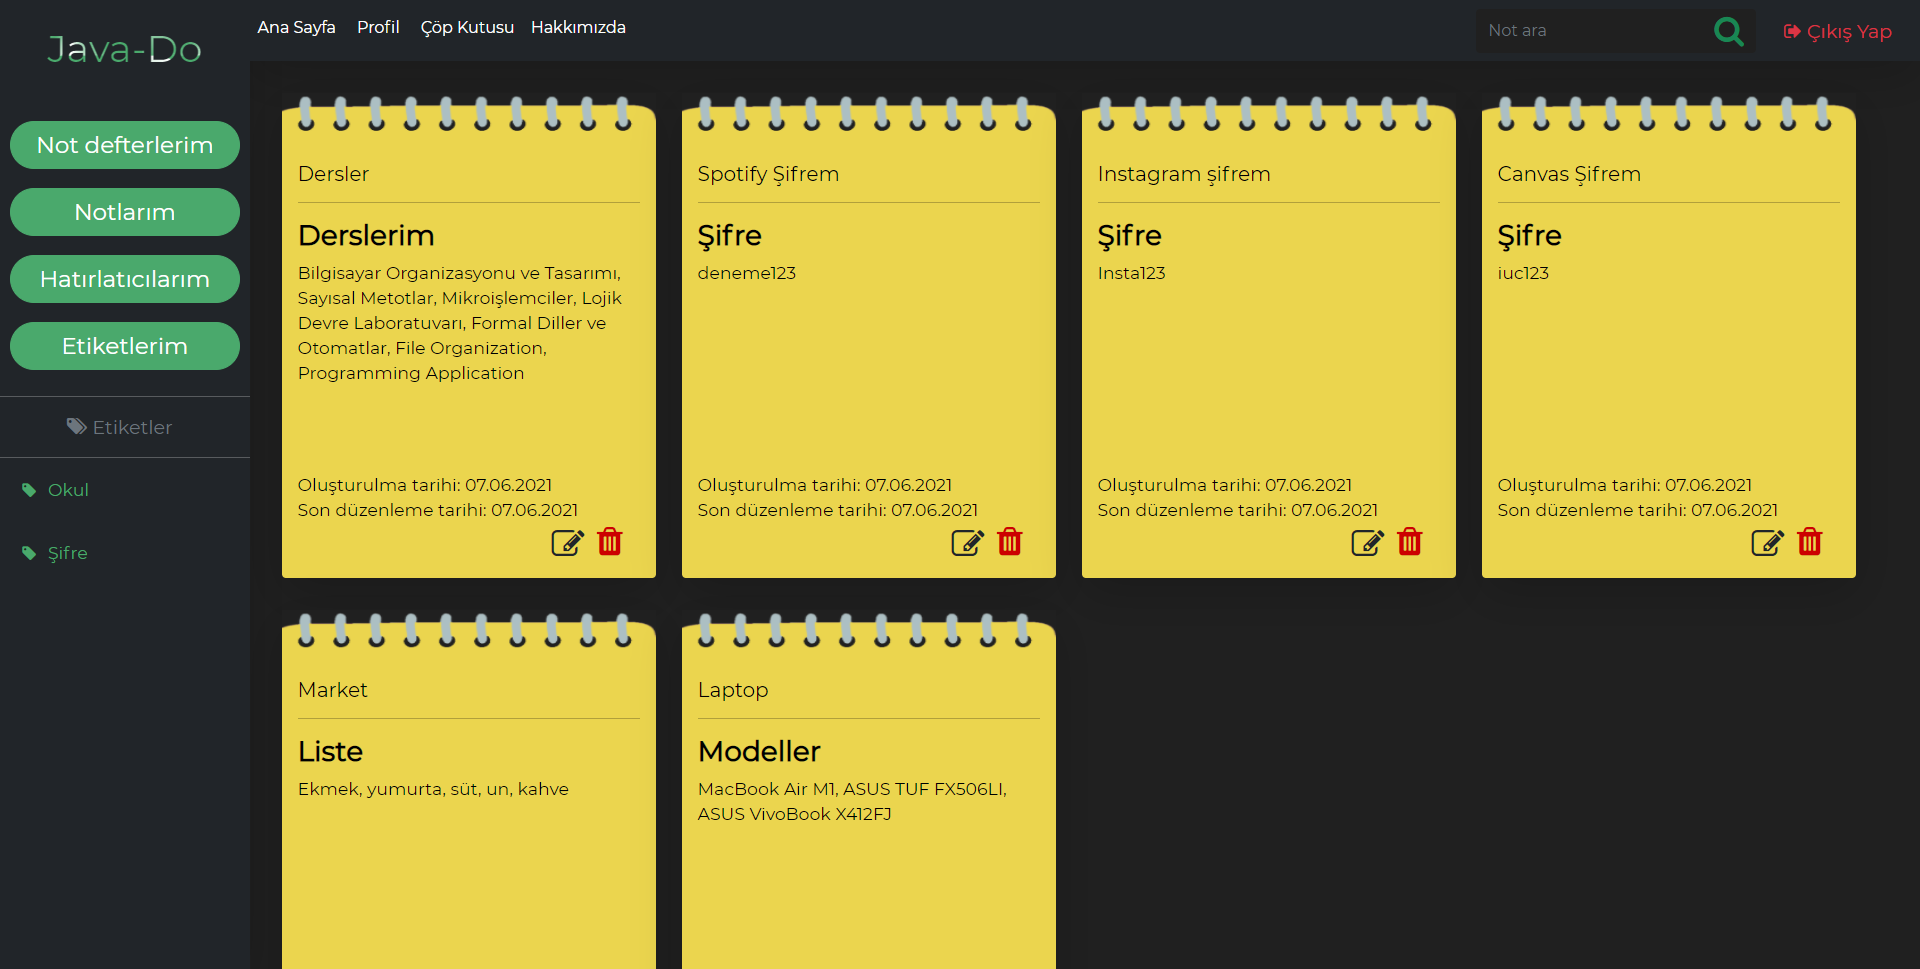 Java-Do
Ana Sayfa Profil Çöp Kutusu Hakkımızda
Not ara
Çıkış Yap
Not defterlerim
Notlarım
Hatırlatıcılarım
Etiketlerim
Etiketler
Okul
Şifre
Dersler
Derslerim
Bilgisayar Organizasyonu ve Tasarımı,
Sayısal Metotlar, Mikroişlemciler, Lojik
Devre Laboratuvarı, Formal Diller ve
Otomatlar, File Organization,
Programming Application
Oluşturulma tarihi: 07.06.2021
Son düzenleme tarihi: 07.06.2021
Spotify Şifrem
Şifre
deneme123
Oluşturulma tarihi: 07.06.2021
Son düzenleme tarihi: 07.06.2021
Instagram şifrem
Şifre
Insta123
Oluşturulma tarihi: 07.06.2021
Son düzenleme tarihi: 07.06.2021
Canvas Şifrem
Şifre
iuc123
Oluşturulma tarihi: 07.06.2021
Son düzenleme tarihi: 07.06.2021
Market
Liste
Ekmek, yumurta, süt, un, kahve
Laptop
Modeller
MacBook Air M1, ASUS TUF FX506LI,
ASUS VivoBook X412FJ